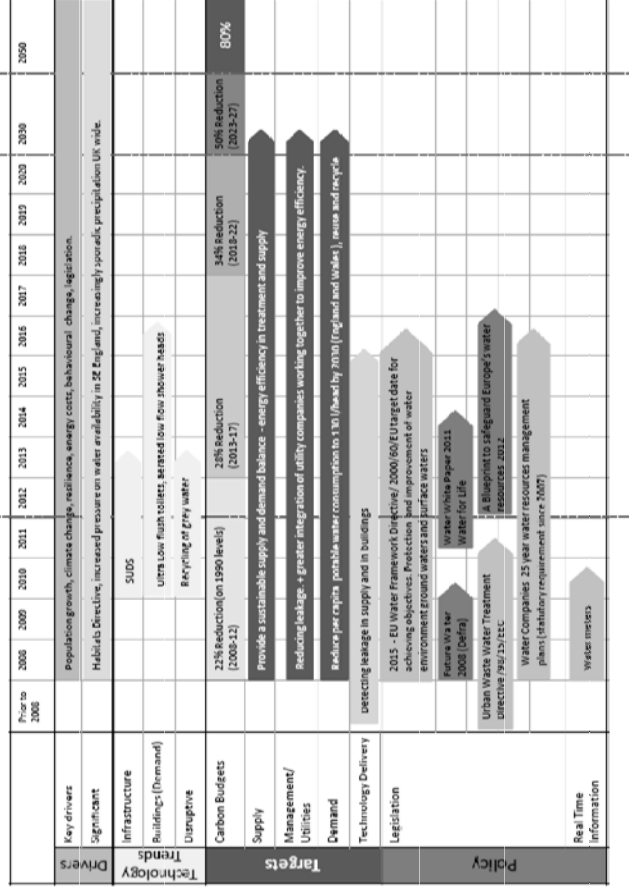 Prior to
2008
2008
2009
2010
2011
2012
2013
2014
2015
2016
2017
2018
2019
2020
2030
2050
Drivers
Key drivers
Population growth, climate change, resilience, energy costs, behavioural change, legislation.
Significant
Habitats Directive, increased pressure on water availability in SE England, increasingly sporadic precipitation UK wide.
Technology
Trends
Infrastructure
SUDS
Buildings (Demand)
Ultra Low flush toilets, aerated low flow shower heads
Disruptive
Recycling of grey water
Targets
Carbon Budgets
22% Reduction (on 1990 levels)
(2008-12)
28% Reduction
(2013-17)
34% Reduction
(2018-22)
50% Reduction
(2023-27)
80%
Supply
Provide a sustainable supply and demand balance - energy efficiency in treatment and supply
Management/
Utilities
Reducing leakage. + greater integration of utility companies working together to improve energy efficiency.
Demand
Reduce per capita potable water consumption to 130 l/head by 2030 (England and Wales), reuse and recycle
Technology Delivery
Detecting leakage in supply and in buildings
Policy
Legislation
2015 - EU Water Framework Directive/ 2000/60/EU target date for
achieving objectives. Protection and improvement of water
environment ground waters and surface waters
Future Water
2008 (Defra)
Water White Paper 2011
Water for Life
Urban Waste Water Treatment
Directive /98/15/EEC
A Blueprint to safeguard Europe's water
resources 2012
Water Companies 25 year water resources management
plans (statutory requirement since 2007)
Real Time
Information
Water meters